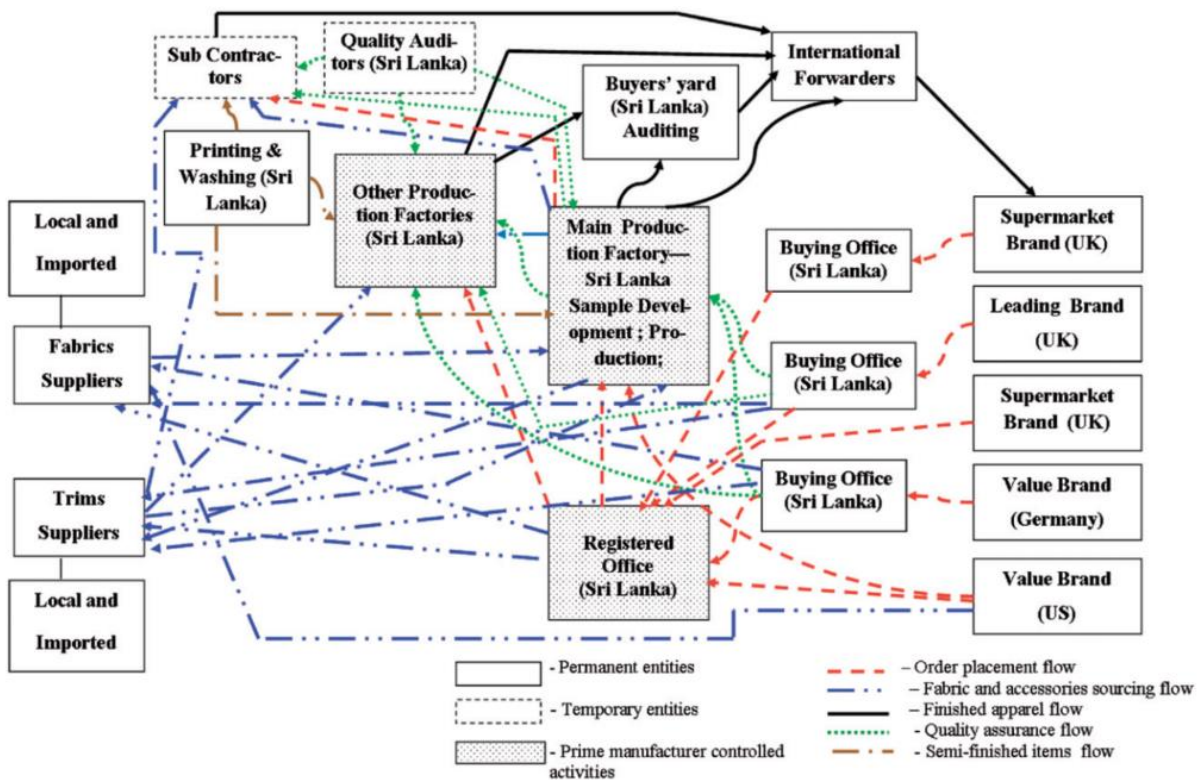 Sub Contrac-
tors
Quality Audi-
tors (Sri Lanka)
International
Forwarders
Buyers' yard
(Sri Lanka)
Auditing
Printing &
Washing (Sri
Lanka)
Other Produc-
tion Factories
(Sri Lanka)
Main Produc-
tion Factory—
Sri Lanka
Sample Devel-
opment ; Pro-
duction;
Local and
Imported
Fabrics
Suppliers
Trims
Suppliers
Local and
Imported
Buying Office
(Sri Lanka)
Buying Office
(Sri Lanka)
Buying Office
(Sri Lanka)
Registered
Office
(Sri Lanka)
Supermarket
Brand (UK)
Leading Brand
(UK)
Supermarket
Brand (UK)
Value Brand
(Germany)
Value Brand
(US)
- Permanent entities
- Temporary entities
- Prime manufacturer controlled
activities
– Order placement flow
– Fabric and accessories sourcing flow
– Finished apparel flow
- Quality assurance flow
- Semi-finished items flow